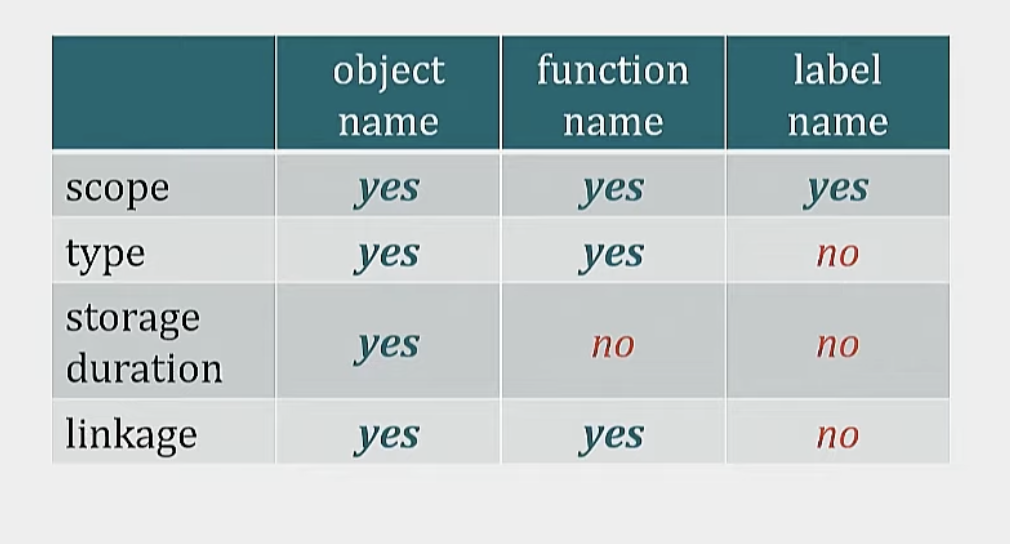 object name function name label name
scope yes yes yes
type yes yes no
storage duration yes no no
linkage yes yes no